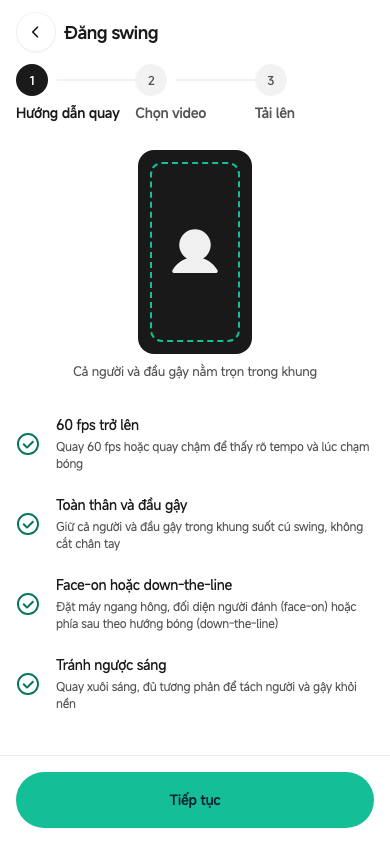 Đăng swing
1
2
3
Hướng dẫn quay
Chọn video
Tải lên
Cả người và đầu gậy nằm trọn trong khung
60 fps trở lên
Quay 60 fps hoặc quay chậm để thấy rõ tempo và lúc chạm
bóng
Toàn thân và đầu gậy
Giữ cả người và đầu gậy trong khung suốt cú swing, không
cắt chân tay
Face-on hoặc down-the-line
Đặt máy ngang hông, đối diện người đánh (face-on) hoặc
phía sau theo hướng bóng (down-the-line)
Tránh ngược sáng
Quay xuôi sáng, đủ tương phản để tách người và gậy khỏi
nền
Tiếp tục